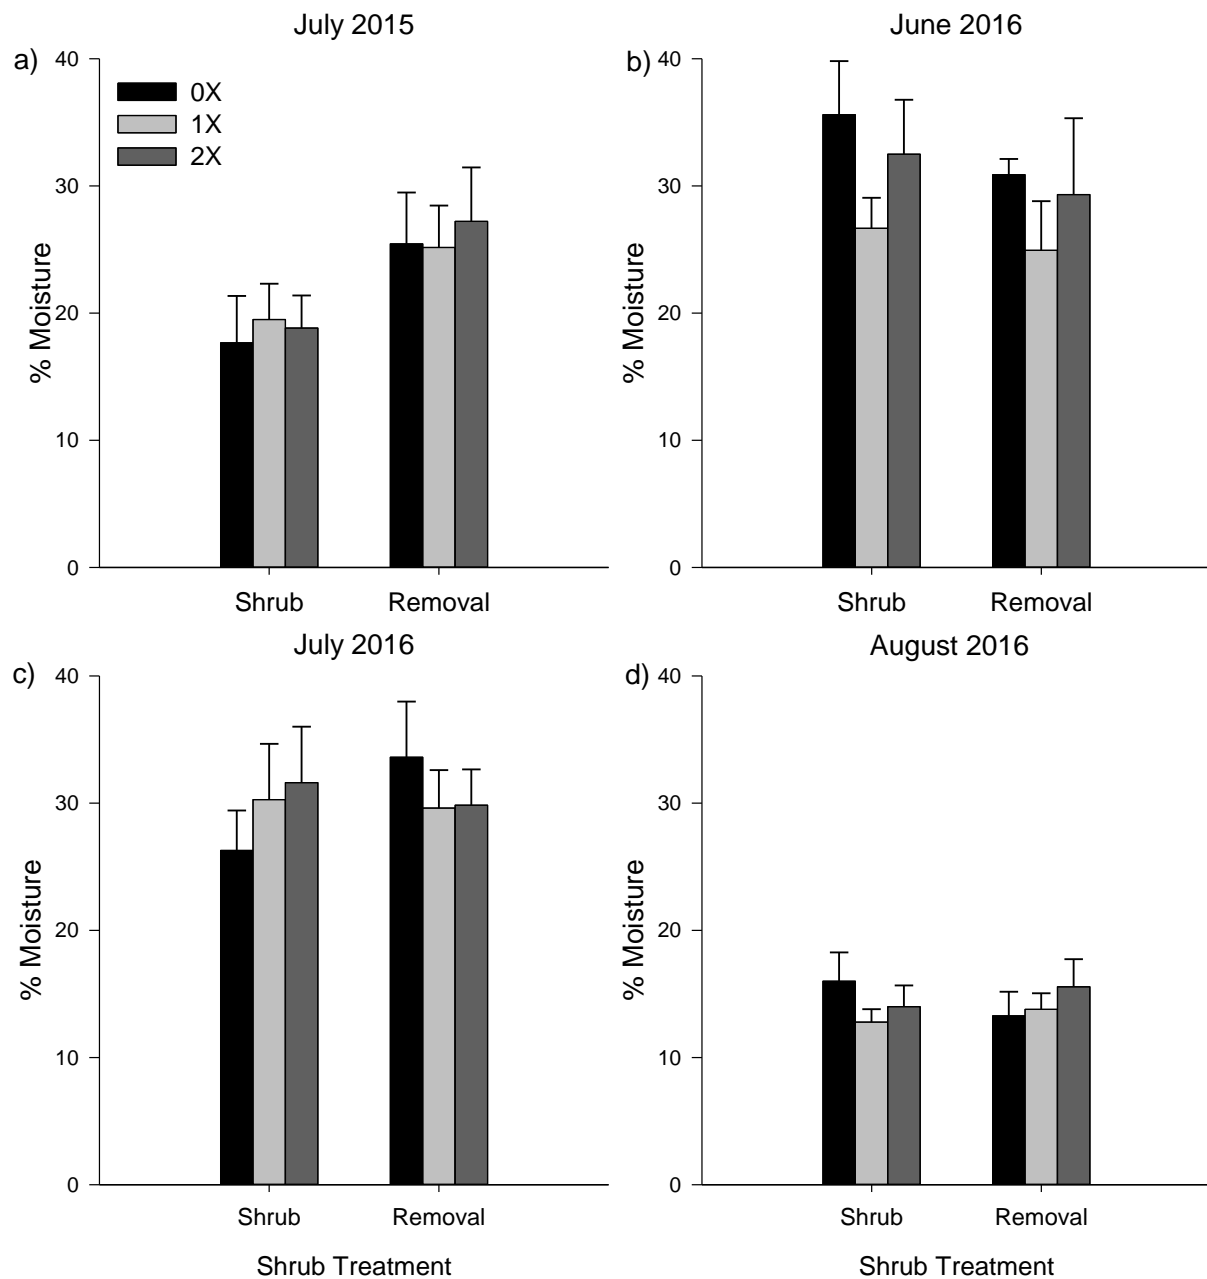 July 2015
a)
40
30
20
10
0
% Moisture
0X
1X
2X
Shrub
Removal
June 2016
b)
40
30
20
10
0
% Moisture
Shrub
Removal
July 2016
c)
40
30
20
10
0
% Moisture
Shrub
Removal
Shrub Treatment
August 2016
d)
40
30
20
10
0
% Moisture
Shrub
Removal
Shrub Treatment